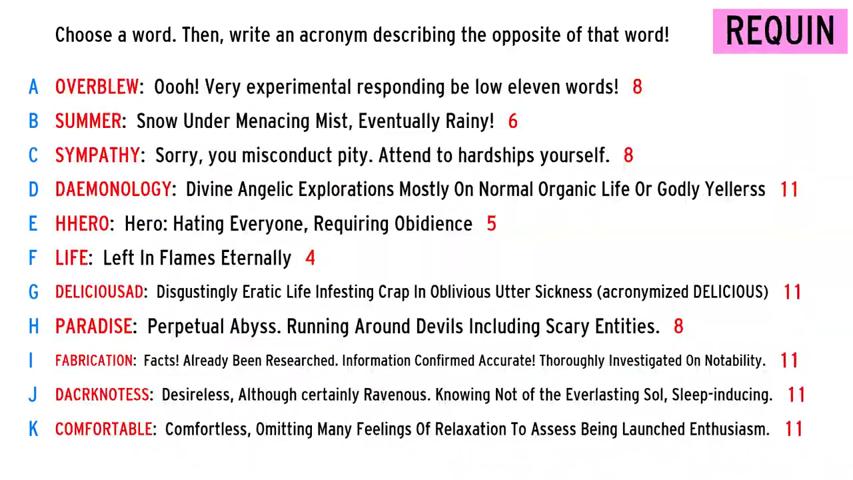 Choose a word. Then, write an acronym describing the opposite of that word!
REQUIN
A OVERBLEW: Oooh! Very experimental responding be low eleven words! 8
B SUMMER: Snow Under Menacing Mist, Eventually Rainy! 6
C SYMPATHY: Sorry, you misconduct pity. Attend to hardships yourself. 8
D DAEMONOLOGY: Divine Angelic Explorations Mostly On Normal Organic Life Or Godly Yellerss 11
E HHERO: Hero: Hating Everyone, Requiring Obidience 5
F LIFE: Left In Flames Eternally 4
G DELICIOUSAD: Disgustingly Eratic Life Infesting Crap In Oblivious Utter Sickness (acronymized DELICIOUS) 11
H PARADISE: Perpetual Abyss. Running Around Devils Including Scary Entities. 8
I FABRICATION: Facts! Already Been Researched. Information Confirmed Accurate! Thoroughly Investigated On Notability. 11
J DACRKNOTESS: Desireless, Although certainly Ravenous. Knowing Not of the Everlasting Sol, Sleep-inducing. 11
K COMFORTABLE: Comfortless, Omitting Many Feelings Of Relaxation To Assess Being Launched Enthusiasm. 11